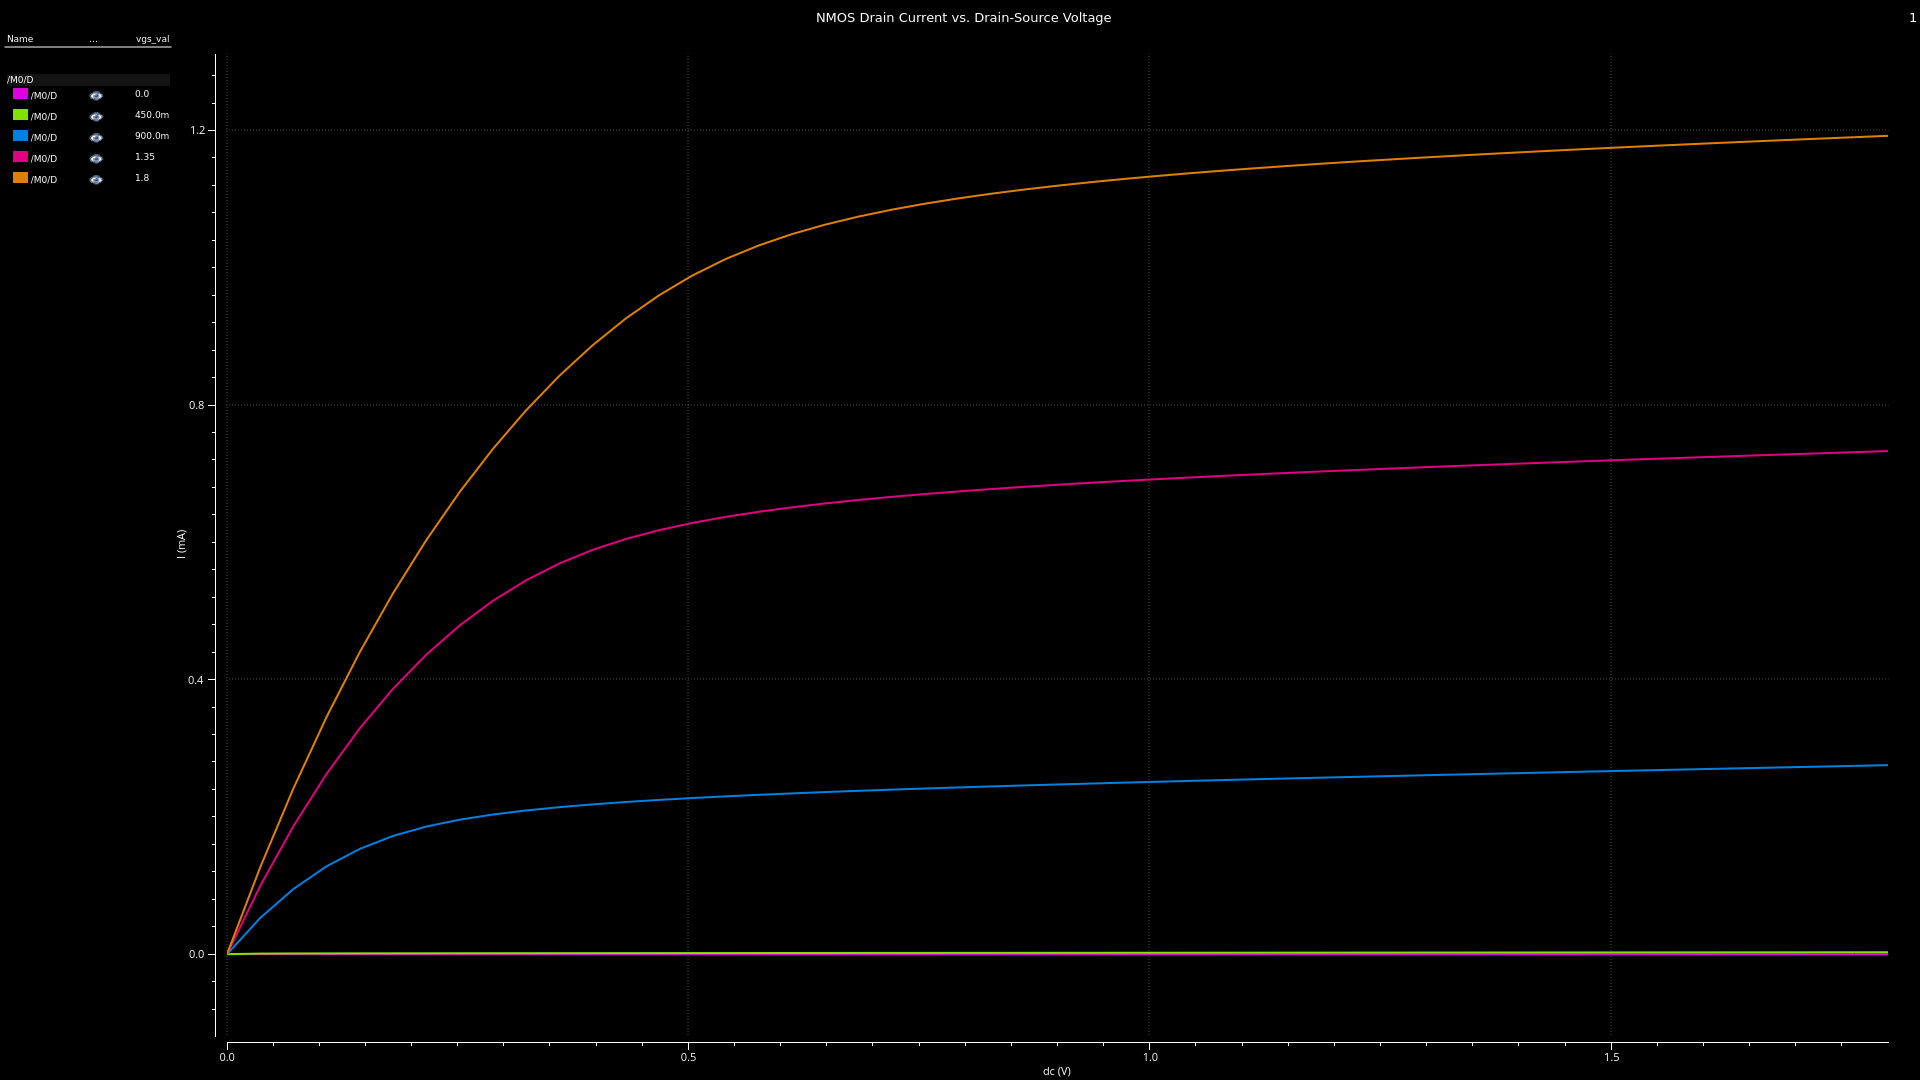 NMOS Drain Current vs. Drain-Source Voltage
1
Name ... vgs_val
/M0/D
/M0/D 0.0
/M0/D 450.0m
/M0/D 900.0m
/M0/D 1.35
/M0/D 1.8
1.2
0.8
I (mA)
0.4
0.0
0.0 0.5 1.0 1.5
dc (V)